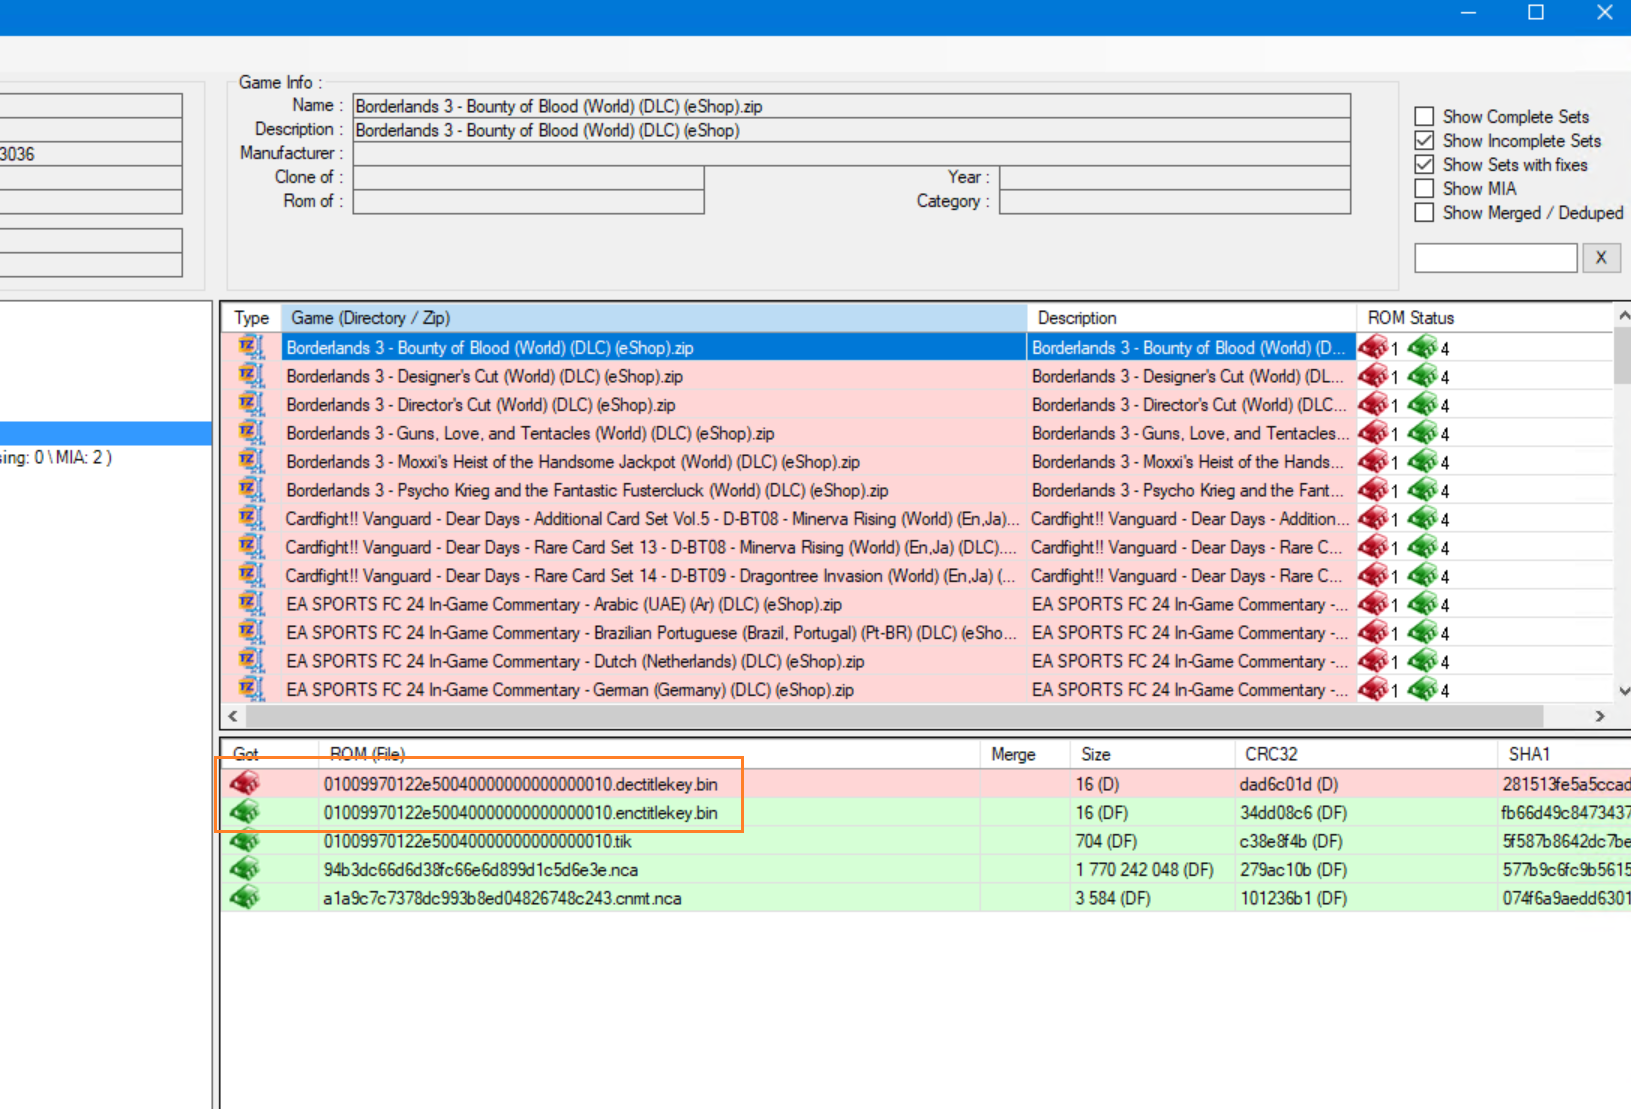 Game Info :
Name : Borderlands 3 - Bounty of Blood (World) (DLC) (eShop).zip
Description : Borderlands 3 - Bounty of Blood (World) (DLC) (eShop)
Manufacturer :
Clone of :
Year :
Rom of :
Category :
3036
Show Complete Sets
Show Incomplete Sets
Show Sets with fixes
Show MIA
Show Merged / Deduped
X
sing: 0 \ MIA: 2 )
Type Game (Directory / Zip) Description ROM Status
TZ Borderlands 3 - Bounty of Blood (World) (DLC) (eShop).zip Borderlands 3 - Bounty of Blood (World) (D... 1 4
TZ Borderlands 3 - Designer's Cut (World) (DLC) (eShop).zip Borderlands 3 - Designer's Cut (World) (DL... 1 4
TZ Borderlands 3 - Director's Cut (World) (DLC) (eShop).zip Borderlands 3 - Director's Cut (World) (DLC... 1 4
TZ Borderlands 3 - Guns, Love, and Tentacles (World) (DLC) (eShop).zip Borderlands 3 - Guns, Love, and Tentacles... 1 4
TZ Borderlands 3 - Moxxi's Heist of the Handsome Jackpot (World) (DLC) (eShop).zip Borderlands 3 - Moxxi's Heist of the Hands... 1 4
TZ Borderlands 3 - Psycho Krieg and the Fantastic Fustercluck (World) (DLC) (eShop).zip Borderlands 3 - Psycho Krieg and the Fant... 1 4
TZ Cardfight!! Vanguard - Dear Days - Additional Card Set Vol.5 - D-BT08 - Minerva Rising (World) (En,Ja)... Cardfight!! Vanguard - Dear Days - Addition... 1 4
TZ Cardfight!! Vanguard - Dear Days - Rare Card Set 13 - D-BT08 - Minerva Rising (World) (En,Ja) (DLC).... Cardfight!! Vanguard - Dear Days - Rare C... 1 4
TZ Cardfight!! Vanguard - Dear Days - Rare Card Set 14 - D-BT09 - Dragontree Invasion (World) (En,Ja) (... Cardfight!! Vanguard - Dear Days - Rare C... 1 4
TZ EA SPORTS FC 24 In-Game Commentary - Arabic (UAE) (Ar) (DLC) (eShop).zip EA SPORTS FC 24 In-Game Commentary -... 1 4
TZ EA SPORTS FC 24 In-Game Commentary - Brazilian Portuguese (Brazil, Portugal) (Pt-BR) (DLC) (eSho... EA SPORTS FC 24 In-Game Commentary -... 1 4
TZ EA SPORTS FC 24 In-Game Commentary - Dutch (Netherlands) (DLC) (eShop).zip EA SPORTS FC 24 In-Game Commentary -... 1 4
TZ EA SPORTS FC 24 In-Game Commentary - German (Germany) (DLC) (eShop).zip EA SPORTS FC 24 In-Game Commentary -... 1 4
Got ROM (File) Merge Size CRC32 SHA1
01009970122e50040000000000000010.dectitlekey.bin 16 (D) dad6c01d (D) 281513fe5a5ccad
01009970122e50040000000000000010.enctitlekey.bin 16 (DF) 34dd08c6 (DF) fb66d49c8473437
01009970122e50040000000000000010.tik 704 (DF) c38e8f4b (DF) 5f587b8642dc7be
94b3dc66d6d38fc66e6d899d1c5d6e3e.nca 1 770 242 048 (DF) 279ac10b (DF) 577b9c6fc9b5615
a1a9c7c7378dc993b8ed04826748c243.cnmt.nca 3 584 (DF) 101236b1 (DF) 074f6a9aedd6301